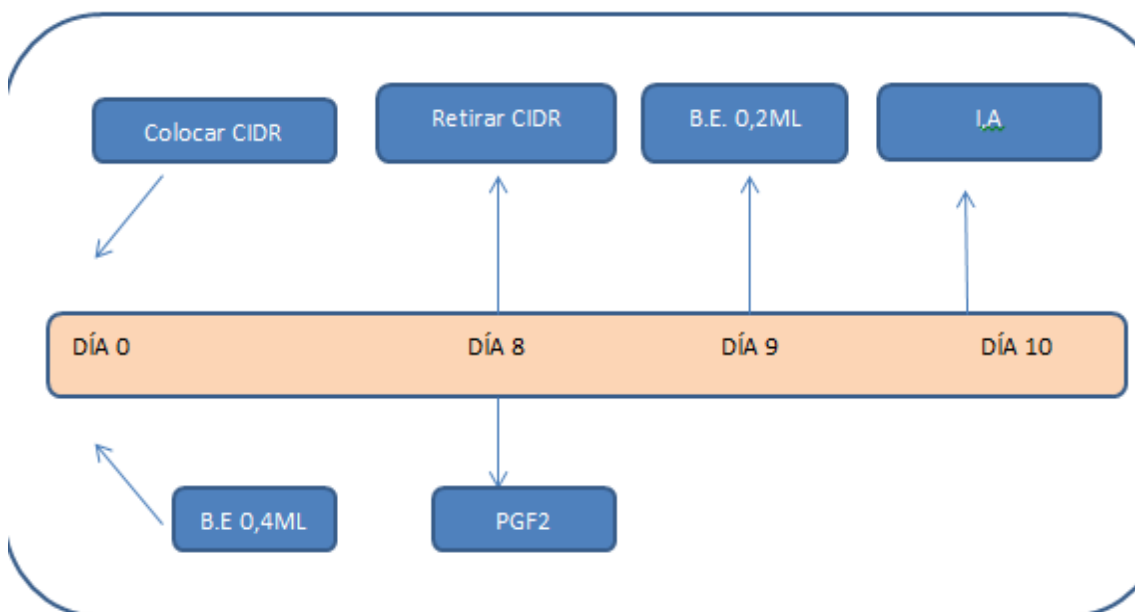 Colocar CIDR
Retirar CIDR
B.E. 0,2ML
I,A
DÍA 0
DÍA 8
DÍA 9
DÍA 10
B.E 0,4ML
PGF2